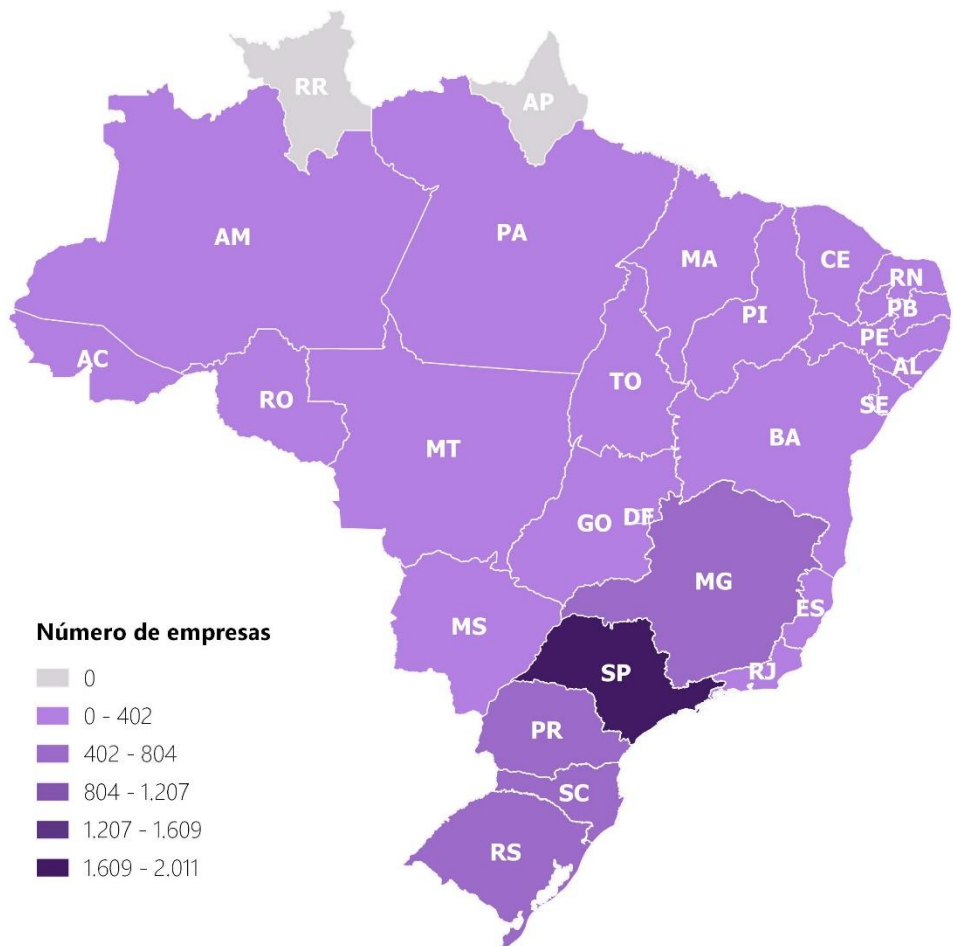 RR
AP
AM
PA
MA
CE
RN
PB
PI
PE
AL
AC
TO
SE
RO
BA
MT
GO
DF
MG
ES
MS
RJ
SP
PR
SC
RS
Número de empresas
0
0 - 402
402 - 804
804 - 1.207
1.207 - 1.609
1.609 - 2.011